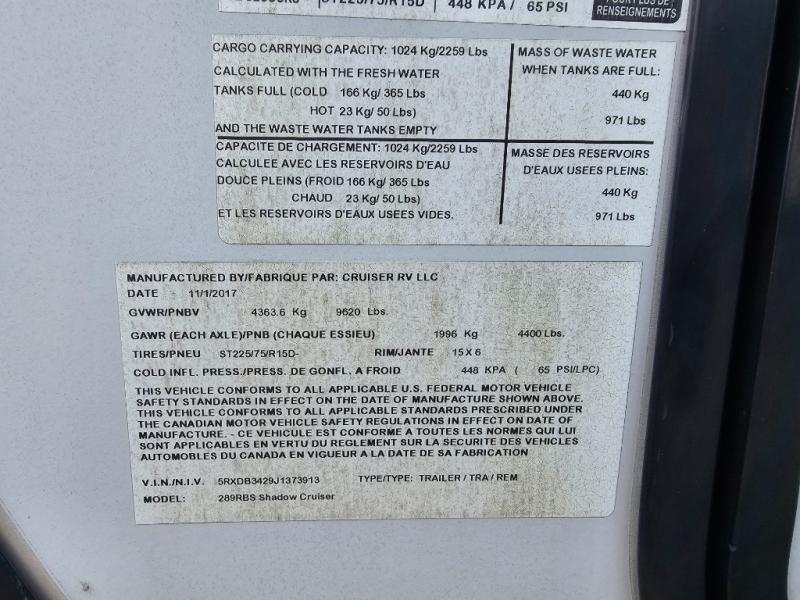 ST225/75/R15D
448 KPA / 65 PSI
POUR PLUS DE
RENSEIGNEMENTS
CARGO CARRYING CAPACITY: 1024 Kg/2259 Lbs
CALCULATED WITH THE FRESH WATER
TANKS FULL (COLD 166 Kg/ 365 Lbs
HOT 23 Kg/ 50 Lbs)
AND THE WASTE WATER TANKS EMPTY
MASS OF WASTE WATER
WHEN TANKS ARE FULL:
440 Kg
971 Lbs
CAPACITE DE CHARGEMENT: 1024 Kg/2259 Lbs
CALCULEE AVEC LES RESERVOIRS D'EAU
DOUCE PLEINS (FROID 166 Kg/ 365 Lbs
CHAUD 23 Kg/ 50 Lbs)
ET LES RESERVOIRS D'EAUX USEES VIDES.
MASSE DES RESERVOIRS
D'EAUX USEES PLEINS:
440 Kg
971 Lbs
MANUFACTURED BY/FABRIQUE PAR: CRUISER RV LLC
DATE 11/1/2017
GVWR/PNBV 4363.6 Kg 9620 Lbs.
GAWR (EACH AXLE)/PNB (CHAQUE ESSIEU) 1996 Kg 4400 Lbs.
TIRES/PNEU ST225/75/R15D- RIM/JANTE 15 X 6
COLD INFL. PRESS./PRESS. DE GONFL. A FROID 448 KPA ( 65 PSI/LPC)
THIS VEHICLE CONFORMS TO ALL APPLICABLE U.S. FEDERAL MOTOR VEHICLE
SAFETY STANDARDS IN EFFECT ON THE DATE OF MANUFACTURE SHOWN ABOVE.
THIS VEHICLE CONFORMS TO ALL APPLICABLE STANDARDS PRESCRIBED UNDER
THE CANADIAN MOTOR VEHICLE SAFETY REGULATIONS IN EFFECT ON DATE OF
MANUFACTURE. - CE VEHICULE EST CONFORME A TOUTES LES NORMES QUI LUI
SONT APPLICABLES EN VERTU DU REGLEMENT SUR LA SECURITE DES VEHICLES
AUTOMOBILES DU CANADA EN VIGUEUR A LA DATE DE SA FABRICATION
V.I.N./N.I.V. 5RXDB3429J1373913 TYPE/TYPE: TRAILER / TRA / REM
MODEL: 289RBS Shadow Cruiser